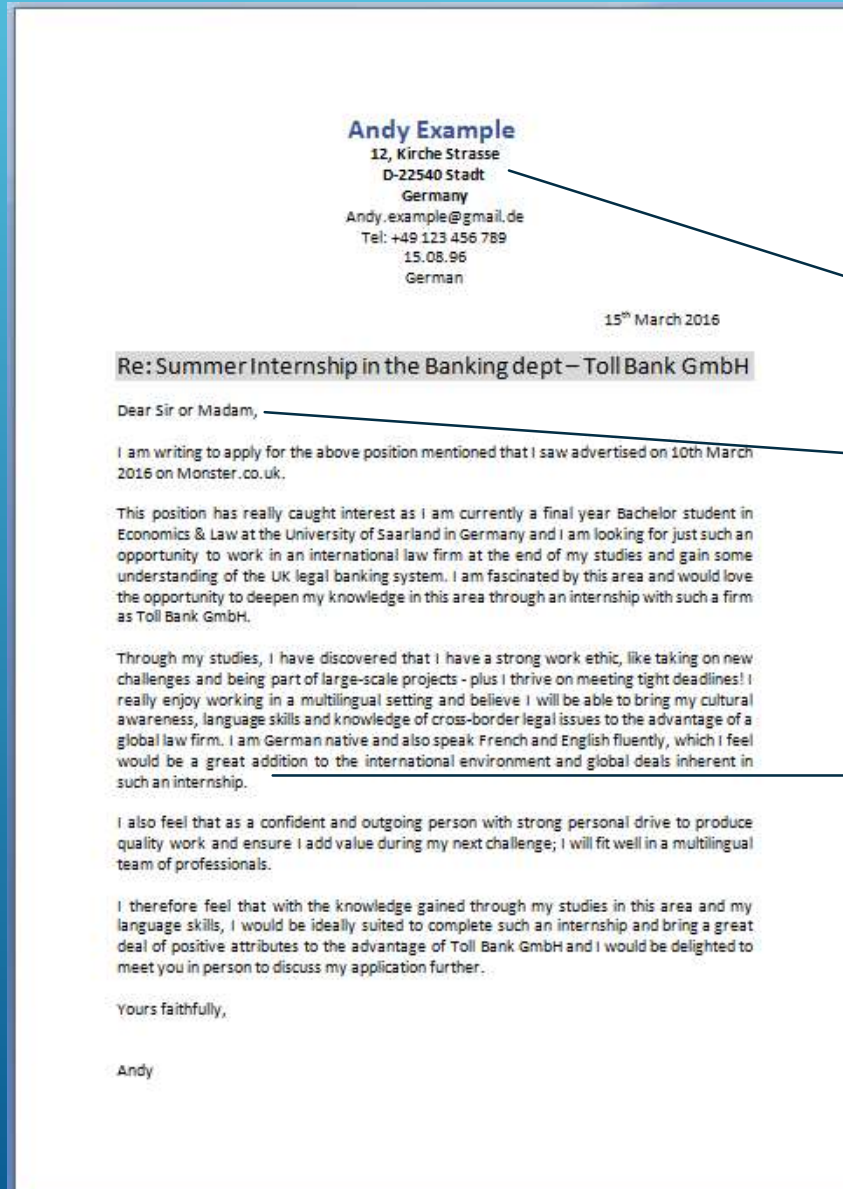 Andy Example
12, Kirche Strasse
D-22540 Stadt
Germany
Andy.example@gmail.de
Tel: +49 123 456 789
15.08.96
German
15th March 2016
Re: Summer Internship in the Banking dept – Toll Bank GmbH
Dear Sir or Madam,
I am writing to apply for the above position mentioned that I saw advertised on 10th March
2016 on Monster.co.uk.
This position has really caught interest as I am currently a final year Bachelor student in
Economics & Law at the University of Saarland in Germany and I am looking for just such an
opportunity to work in an international law firm at the end of my studies and gain some
understanding of the UK legal banking system. I am fascinated by this area and would love
the opportunity to deepen my knowledge in this area through an internship with such a firm
as Toll Bank GmbH.
Through my studies, I have discovered that I have a strong work ethic, like taking on new
challenges and being part of large-scale projects - plus I thrive on meeting tight deadlines! I
really enjoy working in a multilingual setting and believe I will be able to bring my cultural
awareness, language skills and knowledge of cross-border legal issues to the advantage of a
global law firm. I am German native and also speak French and English fluently, which I feel
would be a great addition to the international environment and global deals inherent in
such an internship.
I also feel that as a confident and outgoing person with strong personal drive to produce
quality work and ensure I add value during my next challenge; I will fit well in a multilingual
team of professionals.
I therefore feel that with the knowledge gained through my studies in this area and my
language skills, I would be ideally suited to complete such an internship and bring a great
deal of positive attributes to the advantage of Toll Bank GmbH and I would be delighted to
meet you in person to discuss my application further.
Yours faithfully,
Andy